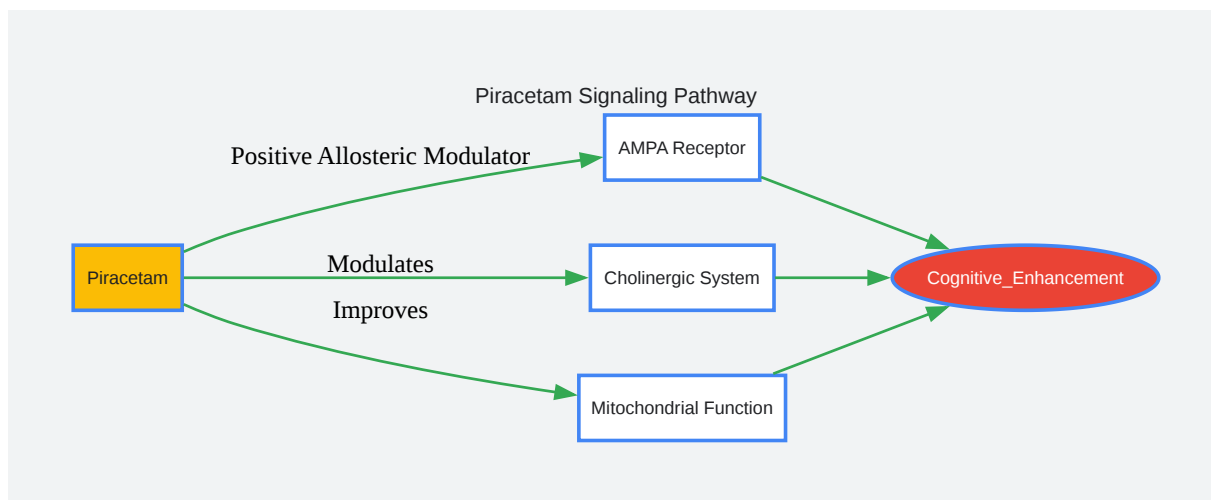 Piracetam Signaling Pathway
Positive Allosteric Modulator
AMPA Receptor
Piracetam
Modulates
Cholinergic System
Cognitive_Enhancement
Improves
Mitochondrial Function